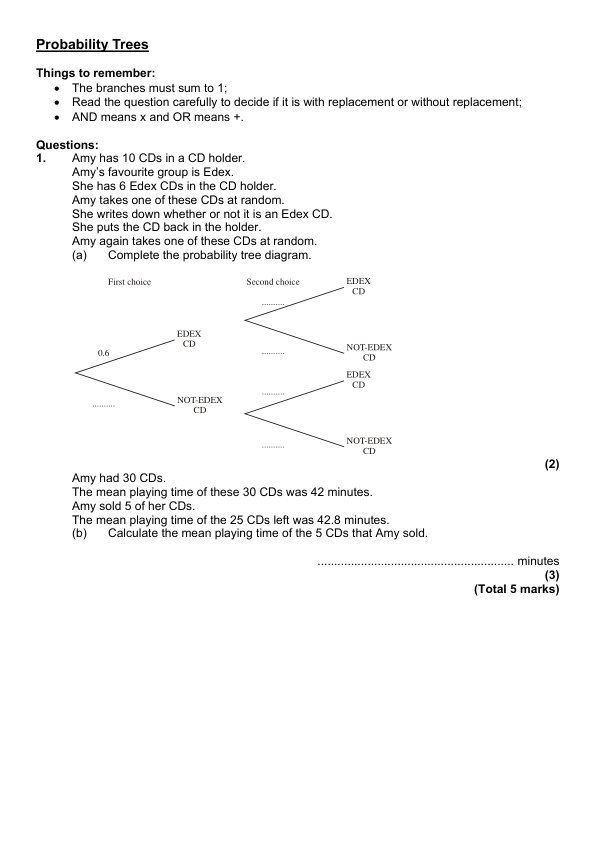 Probability Trees
Things to remember:
• The branches must sum to 1;
• Read the question carefully to decide if it is with replacement or without replacement;
• AND means x and OR means +.
Questions:
1. Amy has 10 CDs in a CD holder.
Amy's favourite group is Edex.
She has 6 Edex CDs in the CD holder.
Amy takes one of these CDs at random.
She writes down whether or not it is an Edex CD.
She puts the CD back in the holder.
Amy again takes one of these CDs at random.
(a) Complete the probability tree diagram.
First choice Second choice
EDEX
CD
..........
EDEX
CD
0.6
..........
NOT-EDEX
CD
EDEX
CD
..........
NOT-EDEX
CD
..........
..........
NOT-EDEX
CD
(2)
Amy had 30 CDs.
The mean playing time of these 30 CDs was 42 minutes.
Amy sold 5 of her CDs.
The mean playing time of the 25 CDs left was 42.8 minutes.
(b) Calculate the mean playing time of the 5 CDs that Amy sold.
........................................................... minutes
(3)
(Total 5 marks)